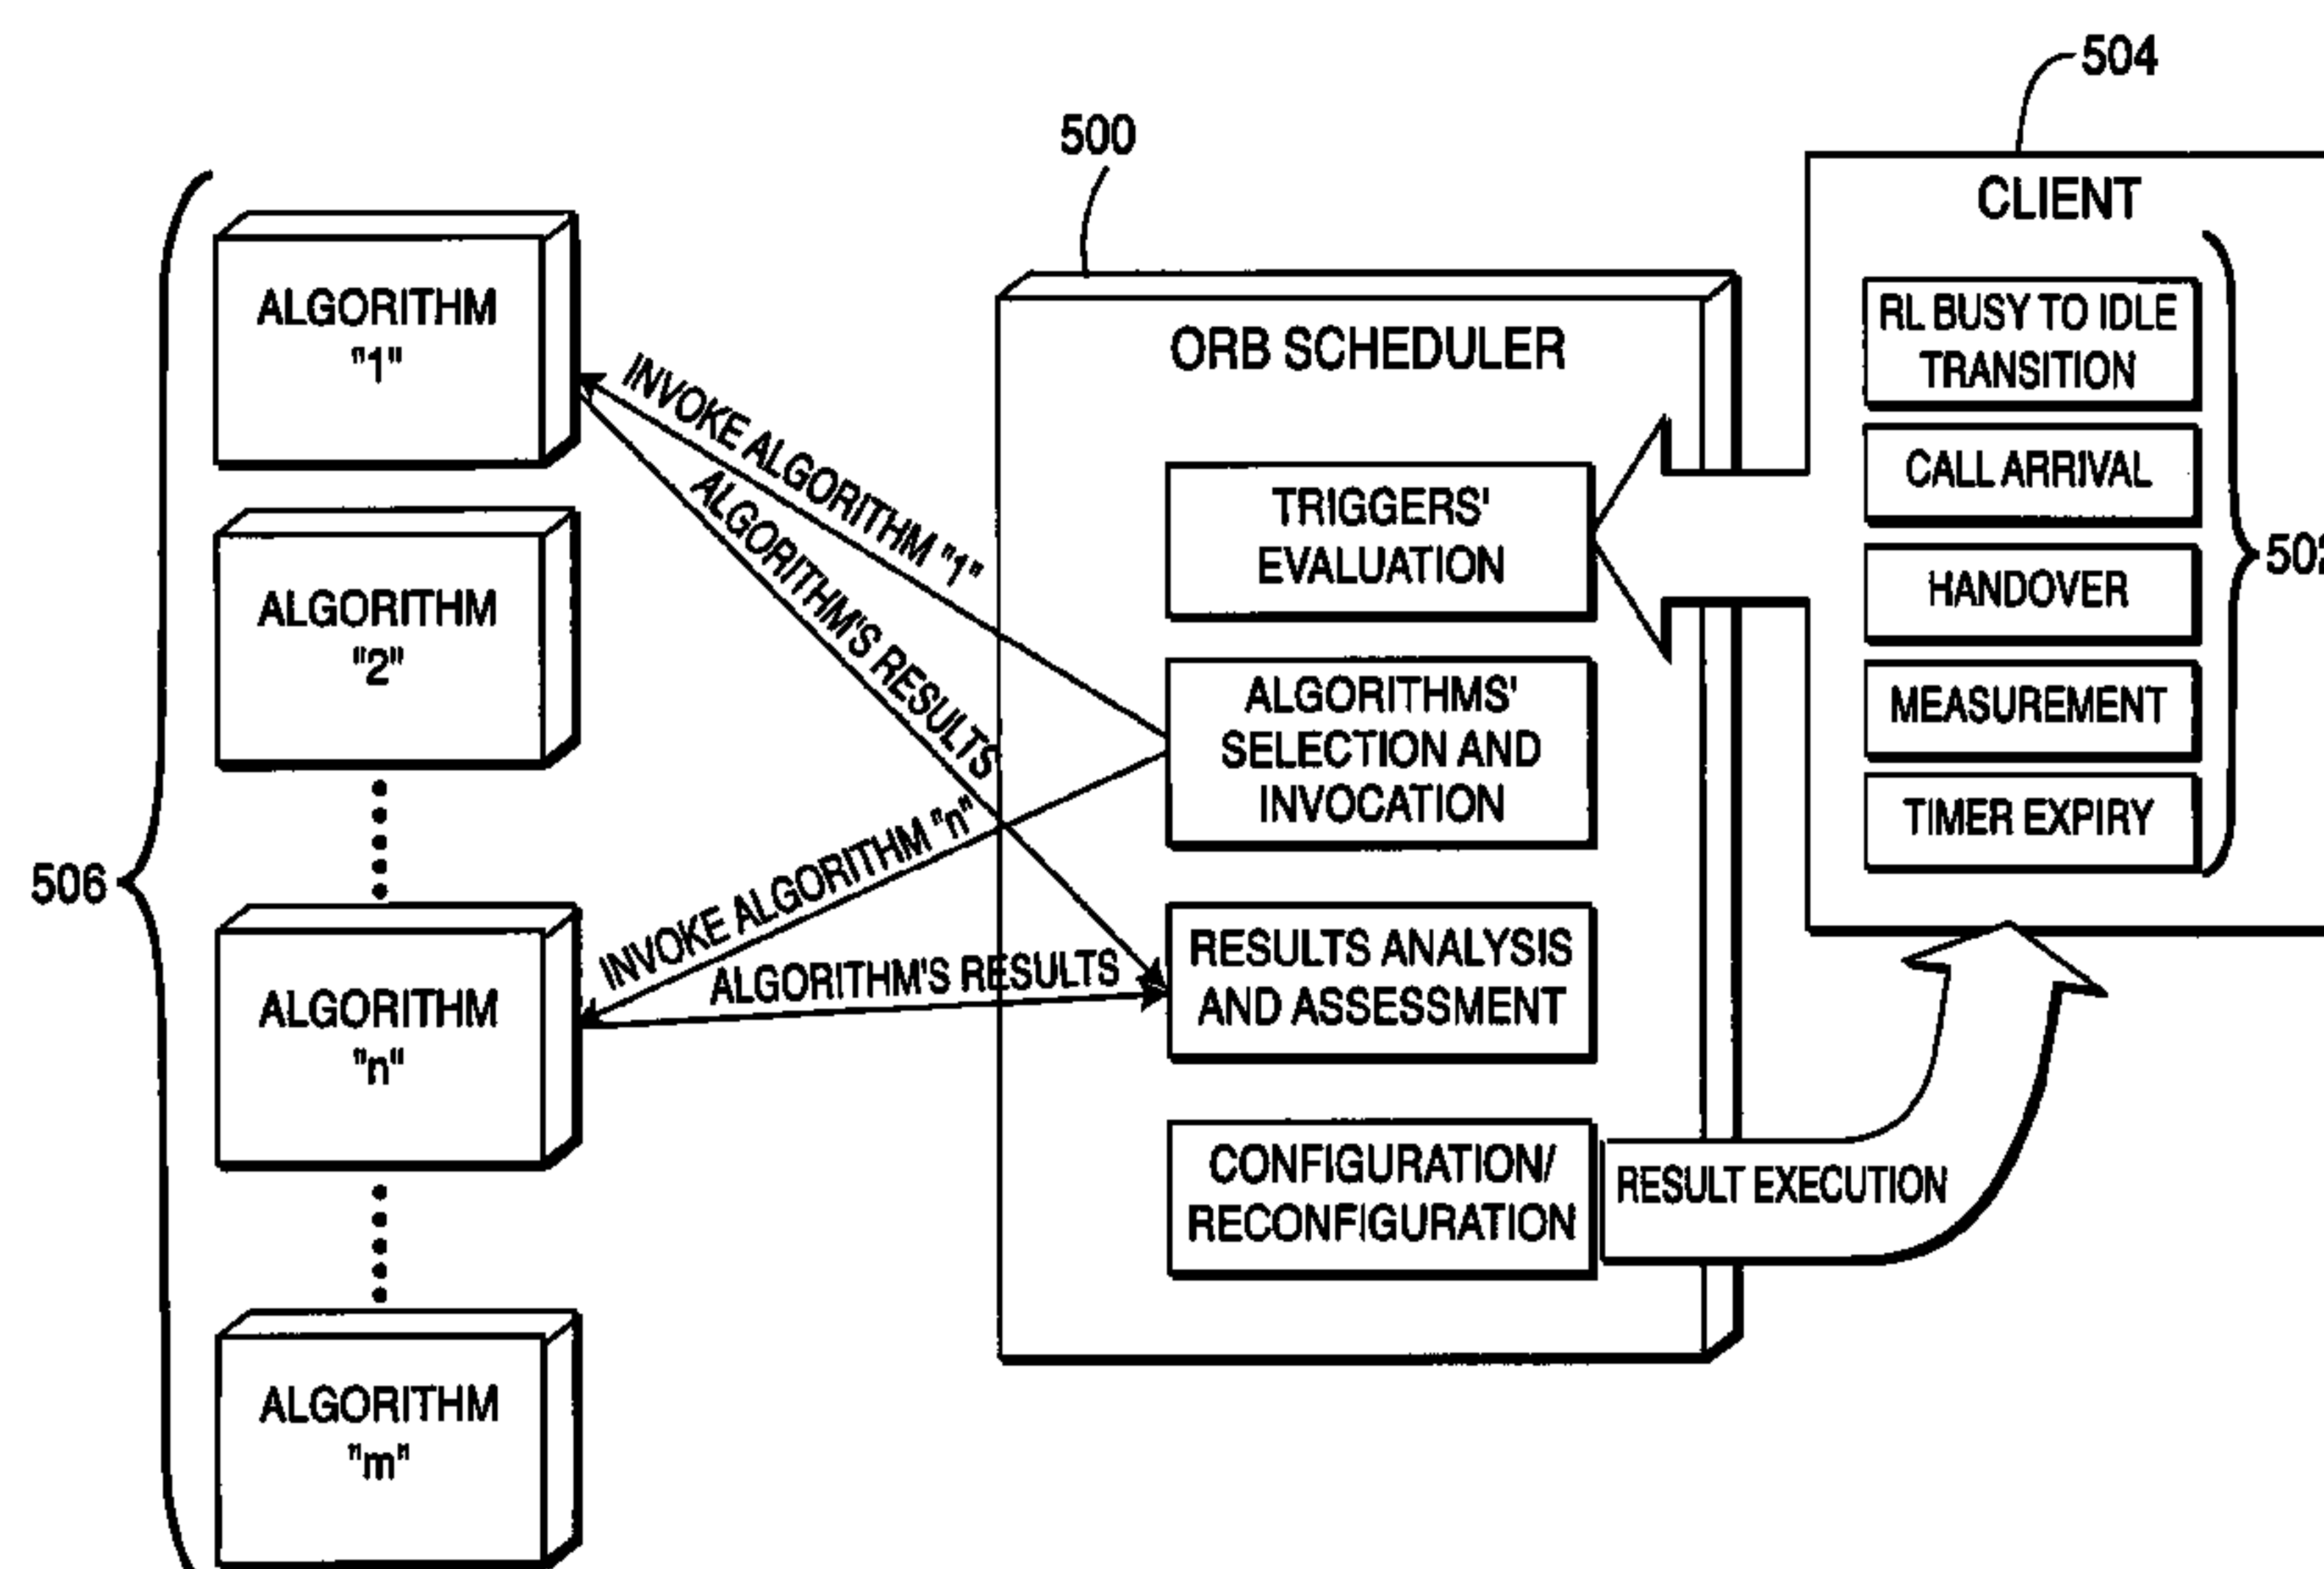 504
500
CLIENT
ALGORITHM
"1"
ORB SCHEDULER
RL BUSY TO IDLE
TRANSITION
INVOKE ALGORITHM "1"
ALGORITHM'S RESULTS
CALL ARRIVAL
TRIGGERS'
EVALUATION
HANDOVER
502
ALGORITHM
"2"
ALGORITHMS'
SELECTION AND
INVOCATION
MEASUREMENT
TIMER EXPIRY
506
INVOKE ALGORITHM "n"
ALGORITHM'S RESULTS
RESULTS ANALYSIS
AND ASSESSMENT
ALGORITHM
"n"
CONFIGURATION/
RECONFIGURATION
RESULT EXECUTION
ALGORITHM
"m"